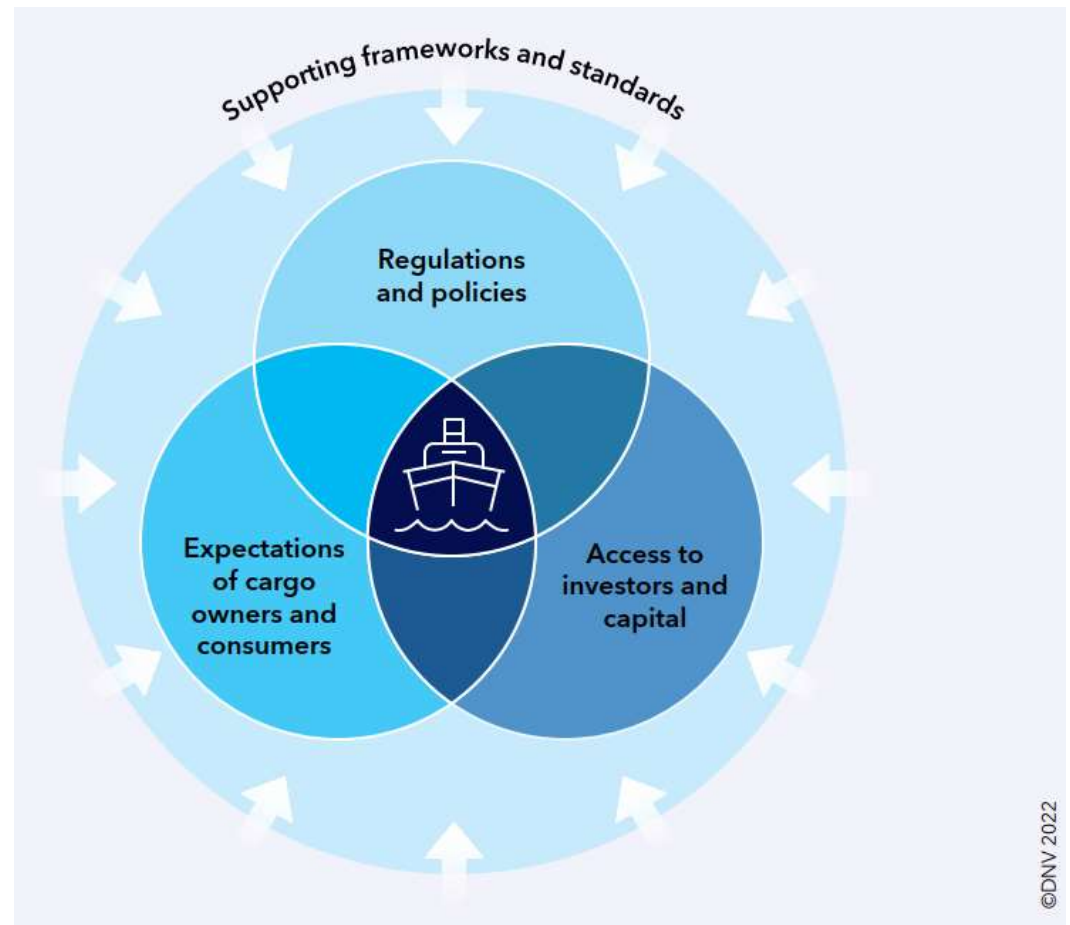 Supporting frameworks and standards
Regulations
and policies
Expectations
of cargo
owners and
consumers
Access to
investors and
capital
©DNV 2022